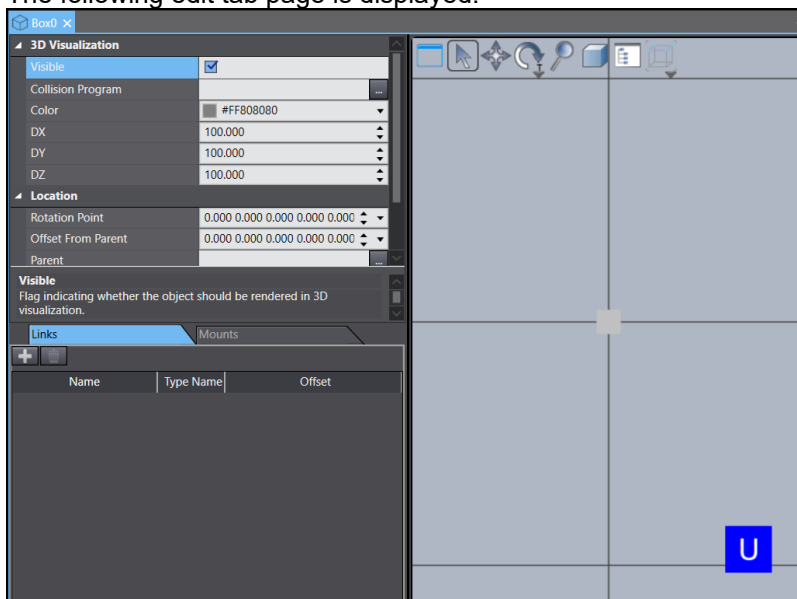 The following edit tab page is displayed.
Box0 ×
3D Visualization
Visible
Collision Program
...
Color
#FF808080
DX
100.000
DY
100.000
DZ
100.000
Location
Rotation Point
0.000 0.000 0.000 0.000 0.000
Offset From Parent
0.000 0.000 0.000 0.000 0.000
Parent
...
Visible
Flag indicating whether the object should be rendered in 3D
visualization.
Links
Mounts
Name
Type Name
Offset
U